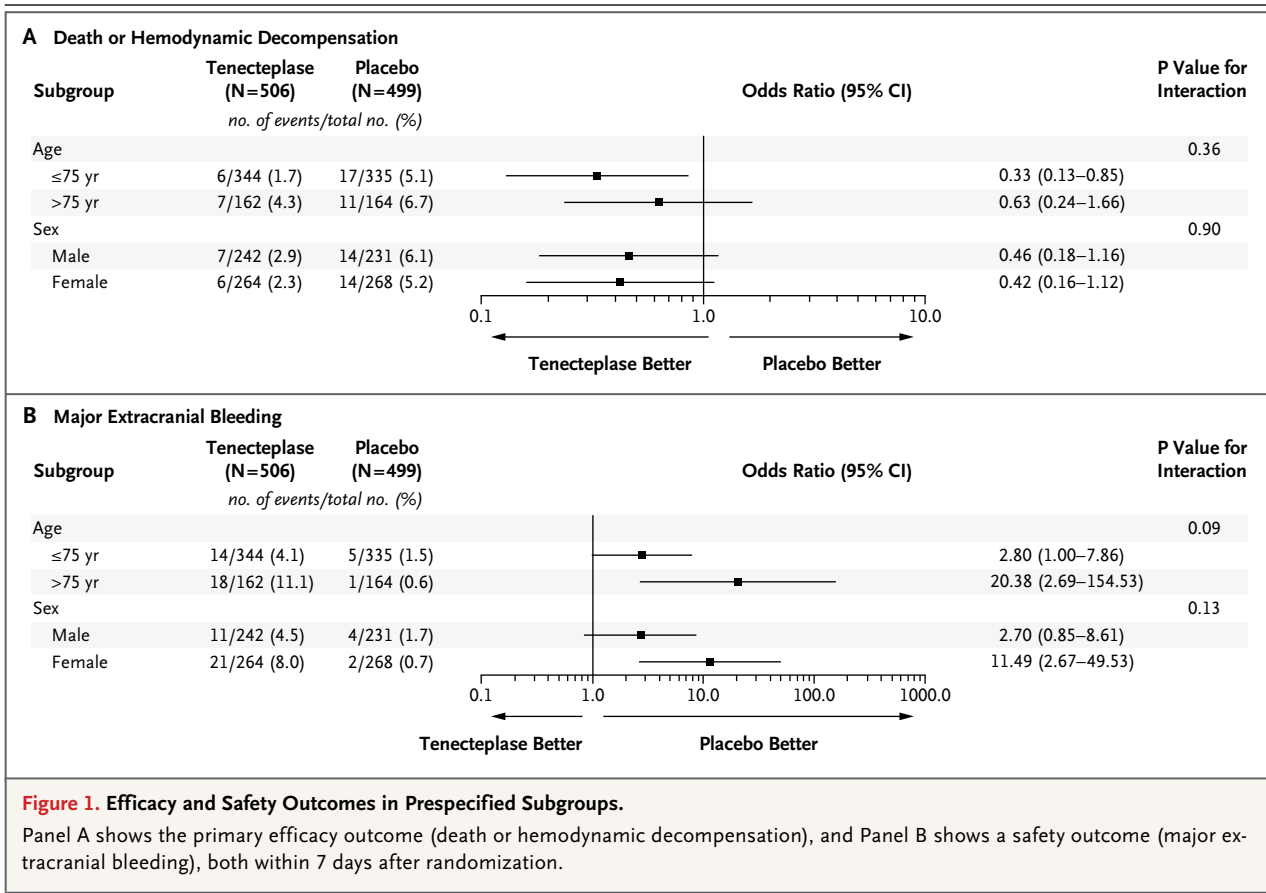 A Death or Hemodynamic Decompensation
Subgroup Tenecteplase (N=506) Placebo (N=499) Odds Ratio (95% CI) P Value for Interaction
no. of events/total no. (%)
Age 0.36
≤75 yr 6/344 (1.7) 17/335 (5.1) 0.33 (0.13–0.85)
>75 yr 7/162 (4.3) 11/164 (6.7) 0.63 (0.24–1.66)
Sex 0.90
Male 7/242 (2.9) 14/231 (6.1) 0.46 (0.18–1.16)
Female 6/264 (2.3) 14/268 (5.2) 0.42 (0.16–1.12)
0.1 1.0 10.0
Tenecteplase Better Placebo Better
B Major Extracranial Bleeding
Subgroup Tenecteplase (N=506) Placebo (N=499) Odds Ratio (95% CI) P Value for Interaction
no. of events/total no. (%)
Age 0.09
≤75 yr 14/344 (4.1) 5/335 (1.5) 2.80 (1.00–7.86)
>75 yr 18/162 (11.1) 1/164 (0.6) 20.38 (2.69–154.53)
Sex 0.13
Male 11/242 (4.5) 4/231 (1.7) 2.70 (0.85–8.61)
Female 21/264 (8.0) 2/268 (0.7) 11.49 (2.67–49.53)
0.1 1.0 10.0 100.0 1000.0
Tenecteplase Better Placebo Better
Figure 1. Efficacy and Safety Outcomes in Prespecified Subgroups.
Panel A shows the primary efficacy outcome (death or hemodynamic decompensation), and Panel B shows a safety outcome (major ex-
tracranial bleeding), both within 7 days after randomization.